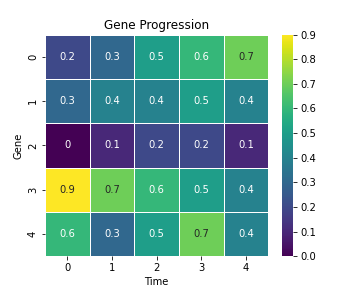 Gene Progression
0 0.2 0.3 0.5 0.6 0.7
1 0.3 0.4 0.4 0.5 0.4
2 0 0.1 0.2 0.2 0.1
3 0.9 0.7 0.6 0.5 0.4
4 0.6 0.3 0.5 0.7 0.4
0 1 2 3 4
Time
Gene
0.9
0.8
0.7
0.6
0.5
0.4
0.3
0.2
0.1
0.0